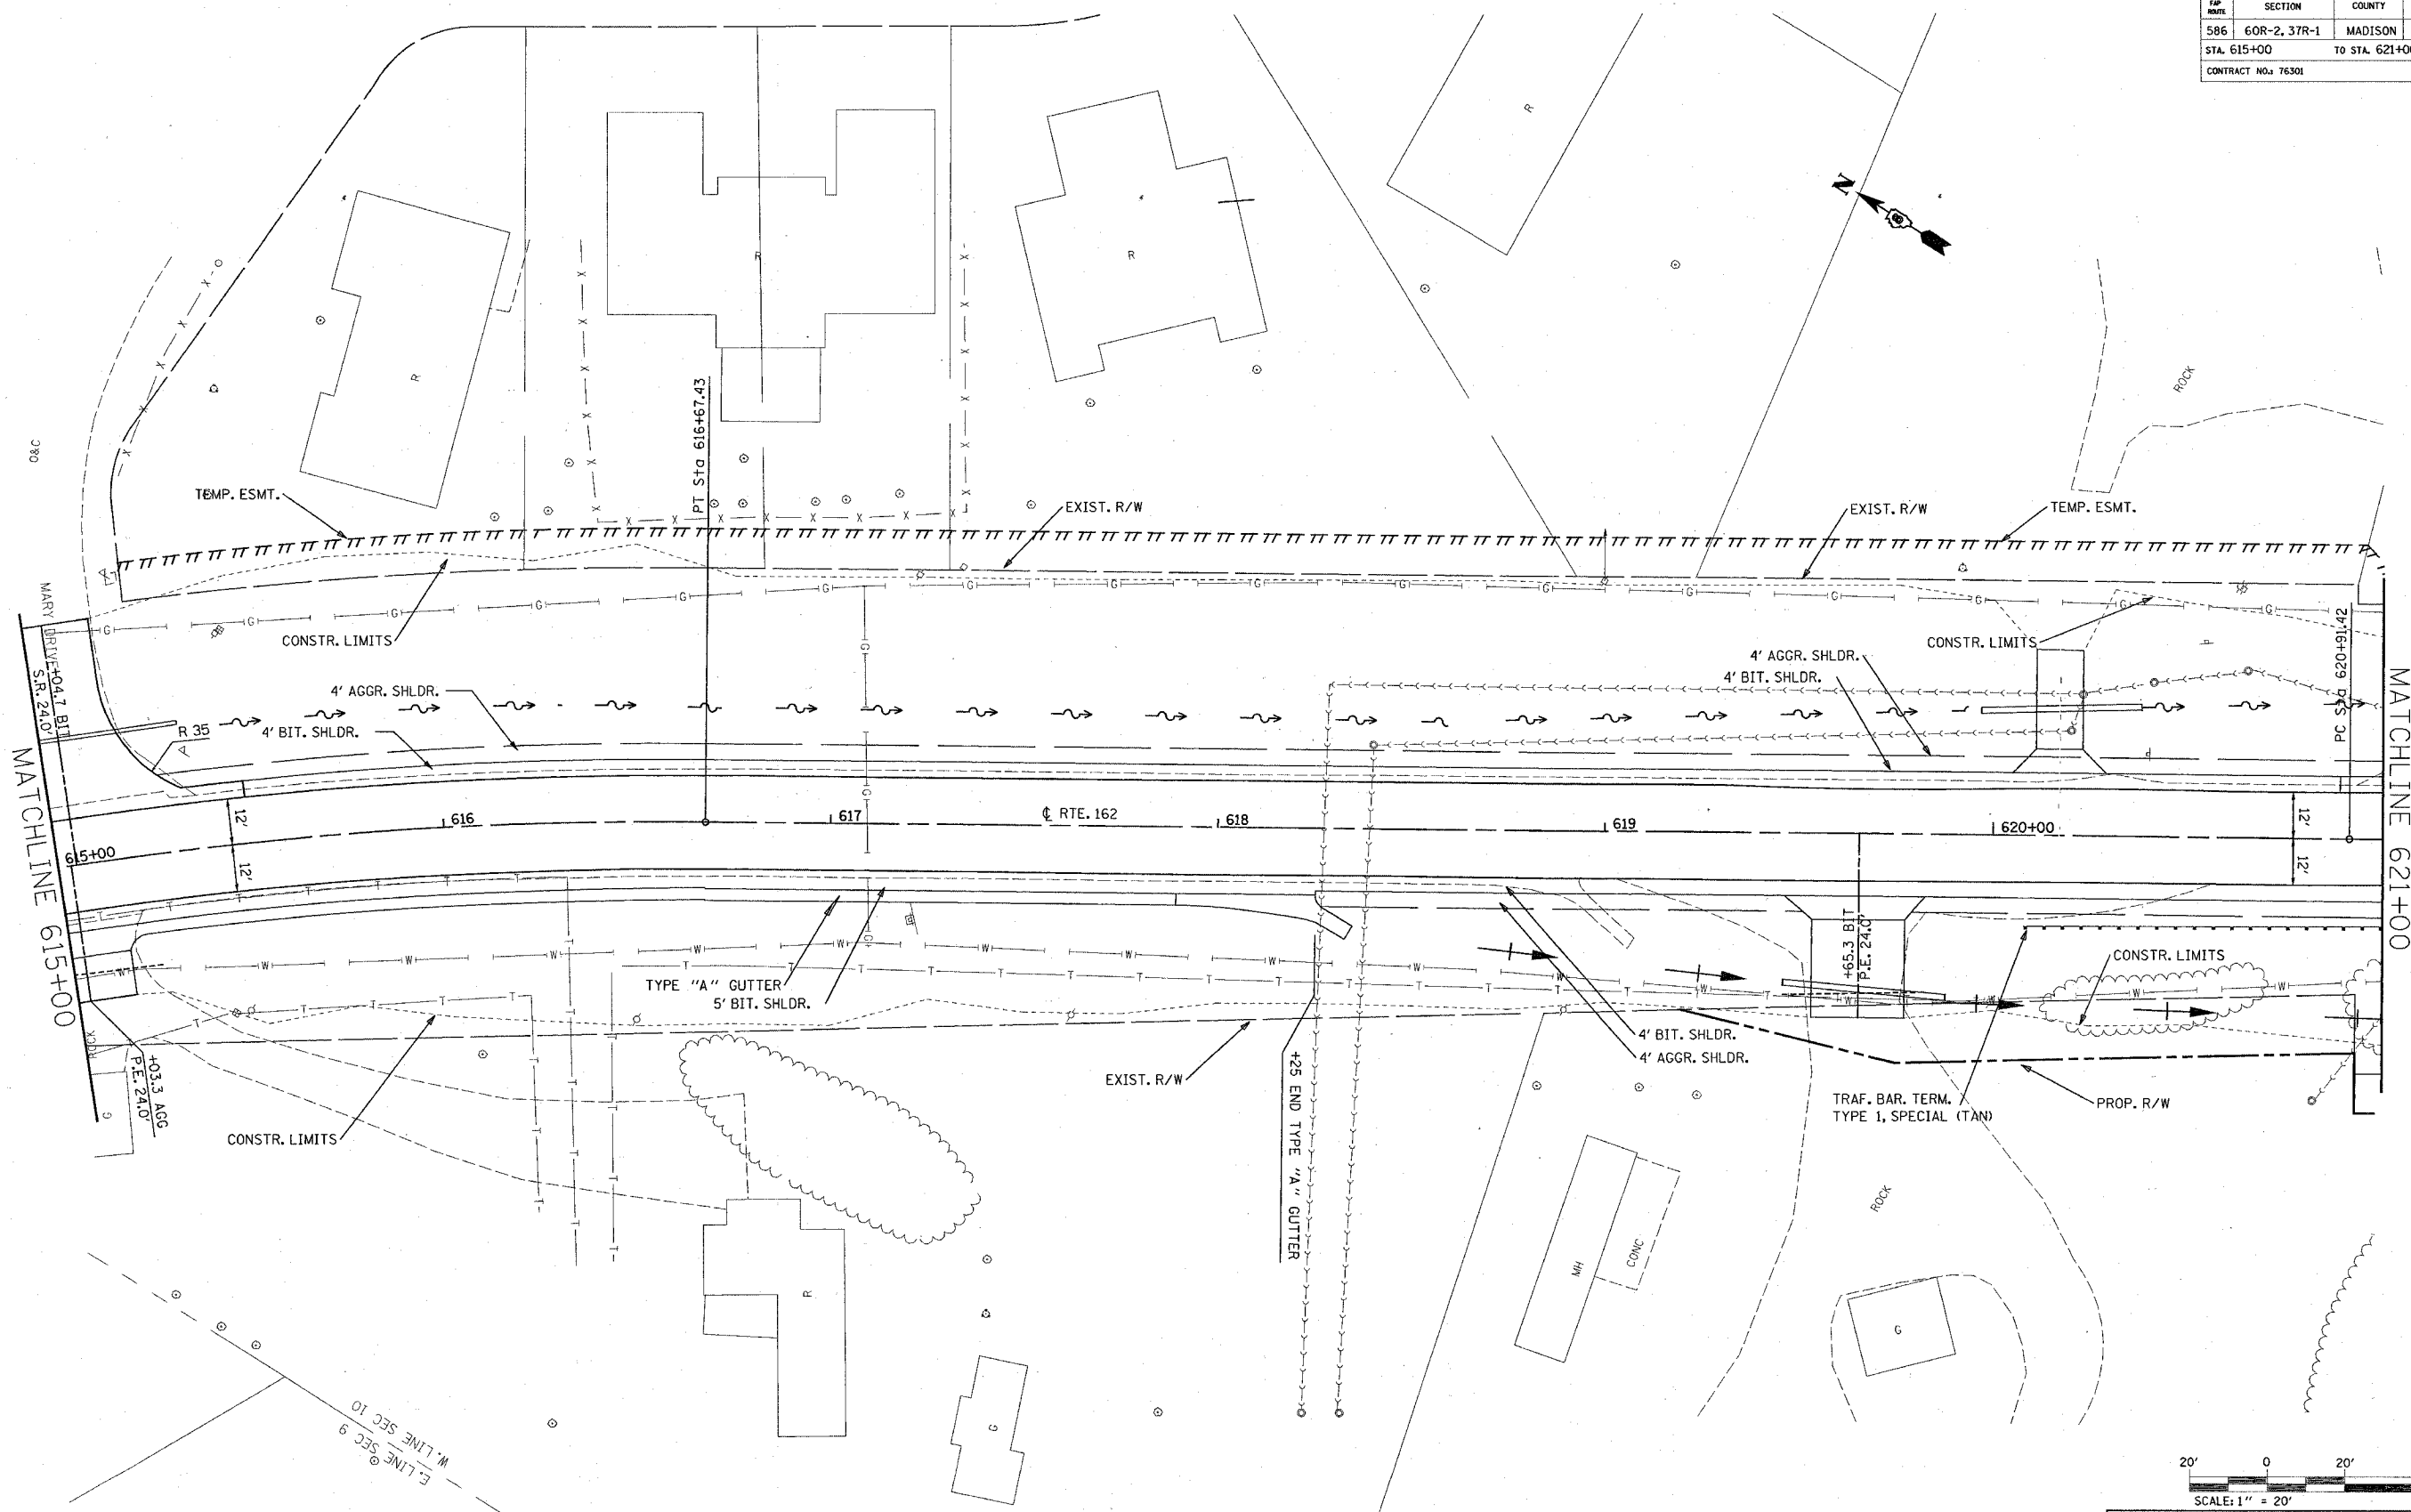 FAP ROUTE SECTION COUNTY
586 60R-2, 37R-1 MADISON
STA. 615+00 TO STA. 621+00
CONTRACT NO.: 76301
N
R
R
R
R
ROCK
O&C
PT Sta 616+67.43
TEMP. ESMT.
EXIST. R/W
EXIST. R/W
TEMP. ESMT.
CONSTR. LIMITS
CONSTR. LIMITS
MARY DRIVE
+04.7 BIT
S.R. 24.0'
4' AGGR. SHLDR.
4' BIT. SHLDR.
R 35
4' AGGR. SHLDR.
4' BIT. SHLDR.
PC Sta 620+91.42
MATCHLINE 615+00
MATCHLINE 621+00
615+00
616
617
℄ RTE. 162
618
619
620+00
12'
12'
12'
12'
TYPE "A" GUTTER
5' BIT. SHLDR.
+65.3 BIT
P.E. 24.0'
CONSTR. LIMITS
4' BIT. SHLDR.
4' AGGR. SHLDR.
ROCK
+03.3 AGG
P.E. 24.0'
G
EXIST. R/W
+25 END TYPE "A" GUTTER
TRAF. BAR. TERM.
TYPE 1, SPECIAL (TAN)
PROP. R/W
CONSTR. LIMITS
R
MH
CONC
ROCK
G
G
E. LINE SEC 9
W. LINE SEC 10
20' 0 20'
SCALE: 1" = 20'